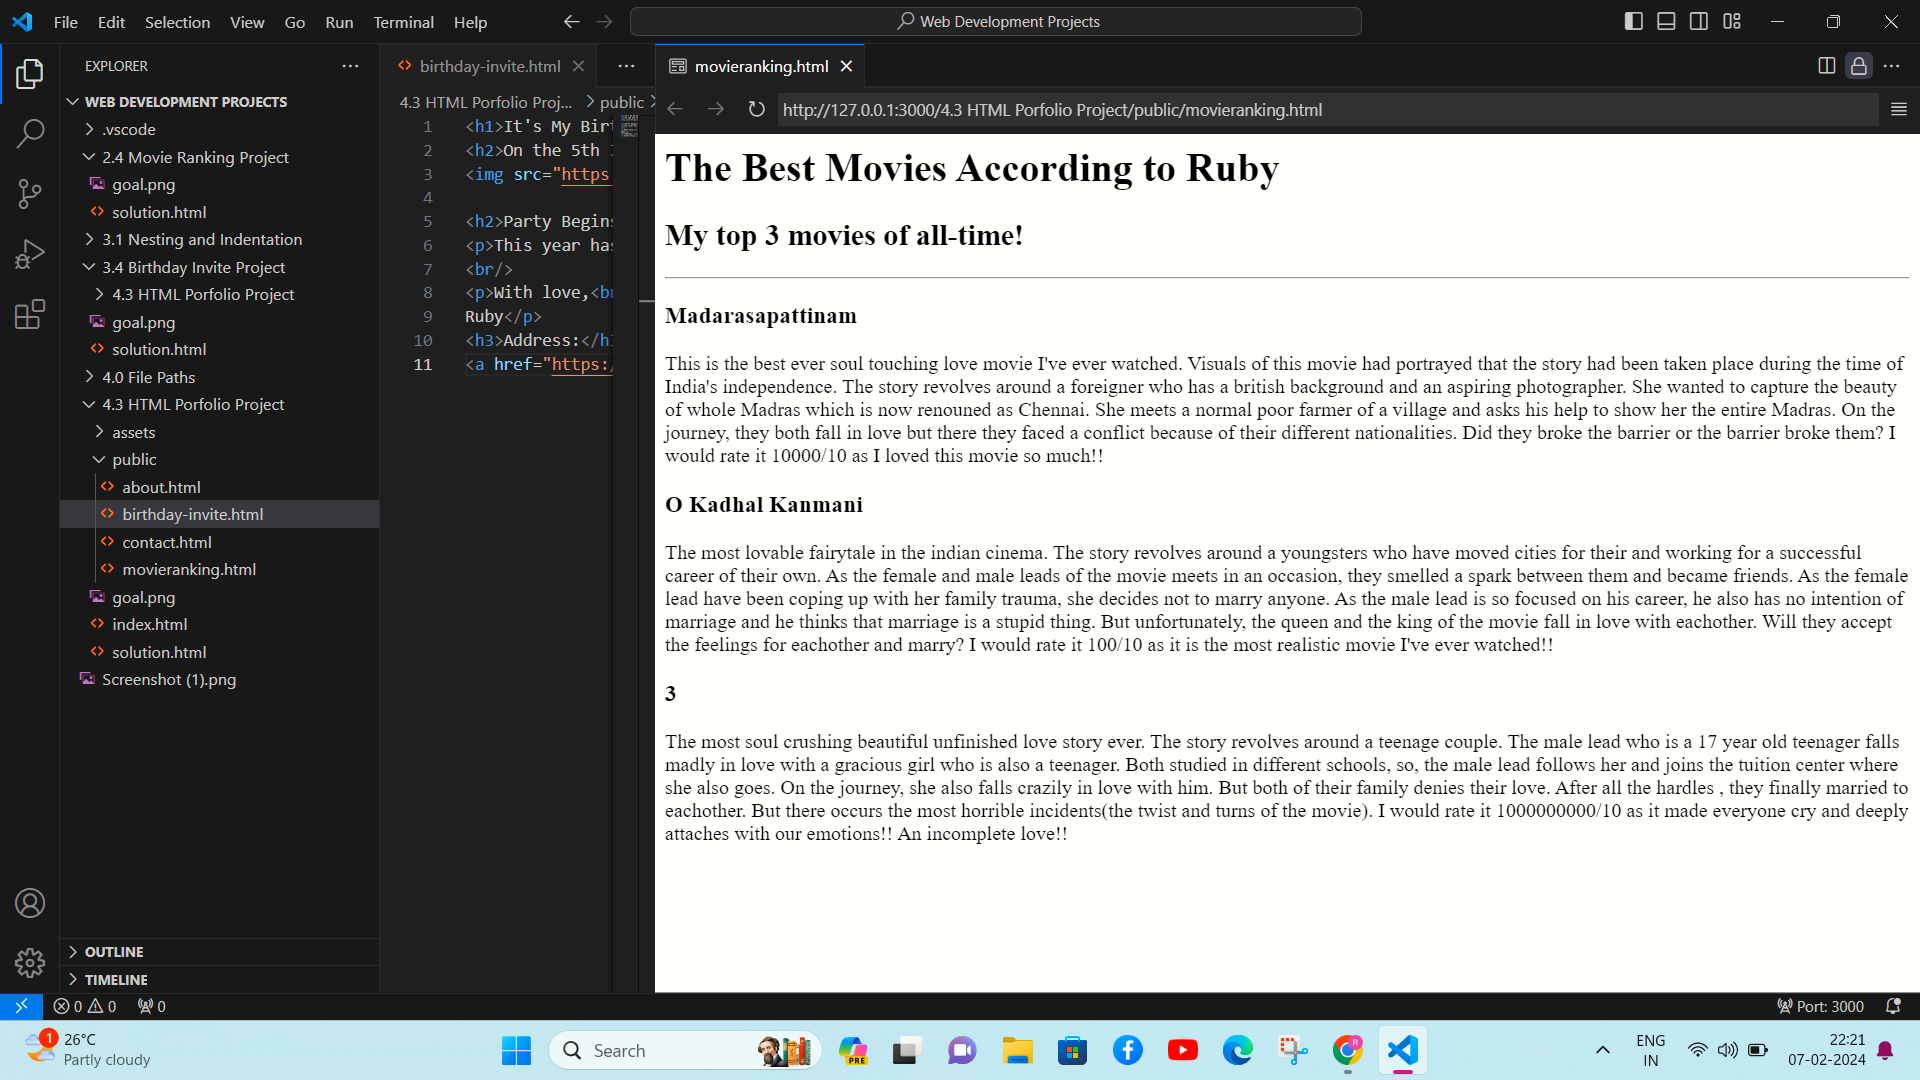 File Edit Selection View Go Run Terminal Help
Web Development Projects
EXPLORER
WEB DEVELOPMENT PROJECTS
.vscode
2.4 Movie Ranking Project
goal.png
solution.html
3.1 Nesting and Indentation
3.4 Birthday Invite Project
4.3 HTML Porfolio Project
goal.png
solution.html
4.0 File Paths
4.3 HTML Porfolio Project
assets
public
about.html
birthday-invite.html
contact.html
movieranking.html
goal.png
index.html
solution.html
Screenshot (1).png
OUTLINE
TIMELINE
birthday-invite.html
4.3 HTML Porfolio Proj... > public >
1 <h1>It's My Birt
2 <h2>On the 5th
3 <img src="https
4
5 <h2>Party Begins
6 <p>This year has
7 <br/>
8 <p>With love,<br
9 Ruby</p>
10 <h3>Address:</h3
11 <a href="https:/
movieranking.html
http://127.0.0.1:3000/4.3 HTML Porfolio Project/public/movieranking.html
The Best Movies According to Ruby
My top 3 movies of all-time!
Madarasapattinam
This is the best ever soul touching love movie I've ever watched. Visuals of this movie had portrayed that the story had been taken place during the time of
India's independence. The story revolves around a foreigner who has a british background and an aspiring photographer. She wanted to capture the beauty
of whole Madras which is now renouned as Chennai. She meets a normal poor farmer of a village and asks his help to show her the entire Madras. On the
journey, they both fall in love but there they faced a conflict because of their different nationalities. Did they broke the barrier or the barrier broke them? I
would rate it 10000/10 as I loved this movie so much!!
O Kadhal Kanmani
The most lovable fairytale in the indian cinema. The story revolves around a youngsters who have moved cities for their and working for a successful
career of their own. As the female and male leads of the movie meets in an occasion, they smelled a spark between them and became friends. As the female
lead have been coping up with her family trauma, she decides not to marry anyone. As the male lead is so focused on his career, he also has no intention of
marriage and he thinks that marriage is a stupid thing. But unfortunately, the queen and the king of the movie fall in love with eachother. Will they accept
the feelings for eachother and marry? I would rate it 100/10 as it is the most realistic movie I've ever watched!!
3
The most soul crushing beautiful unfinished love story ever. The story revolves around a teenage couple. The male lead who is a 17 year old teenager falls
madly in love with a gracious girl who is also a teenager. Both studied in different schools, so, the male lead follows her and joins the tuition center where
she also goes. On the journey, she also falls crazily in love with him. But both of their family denies their love. After all the hardles , they finally married to
eachother. But there occurs the most horrible incidents(the twist and turns of the movie). I would rate it 1000000000/10 as it made everyone cry and deeply
attaches with our emotions!! An incomplete love!!
0 0 0
Port: 3000
1 26°C
Partly cloudy
Search
PRE
R
ENG
IN
22:21
07-02-2024